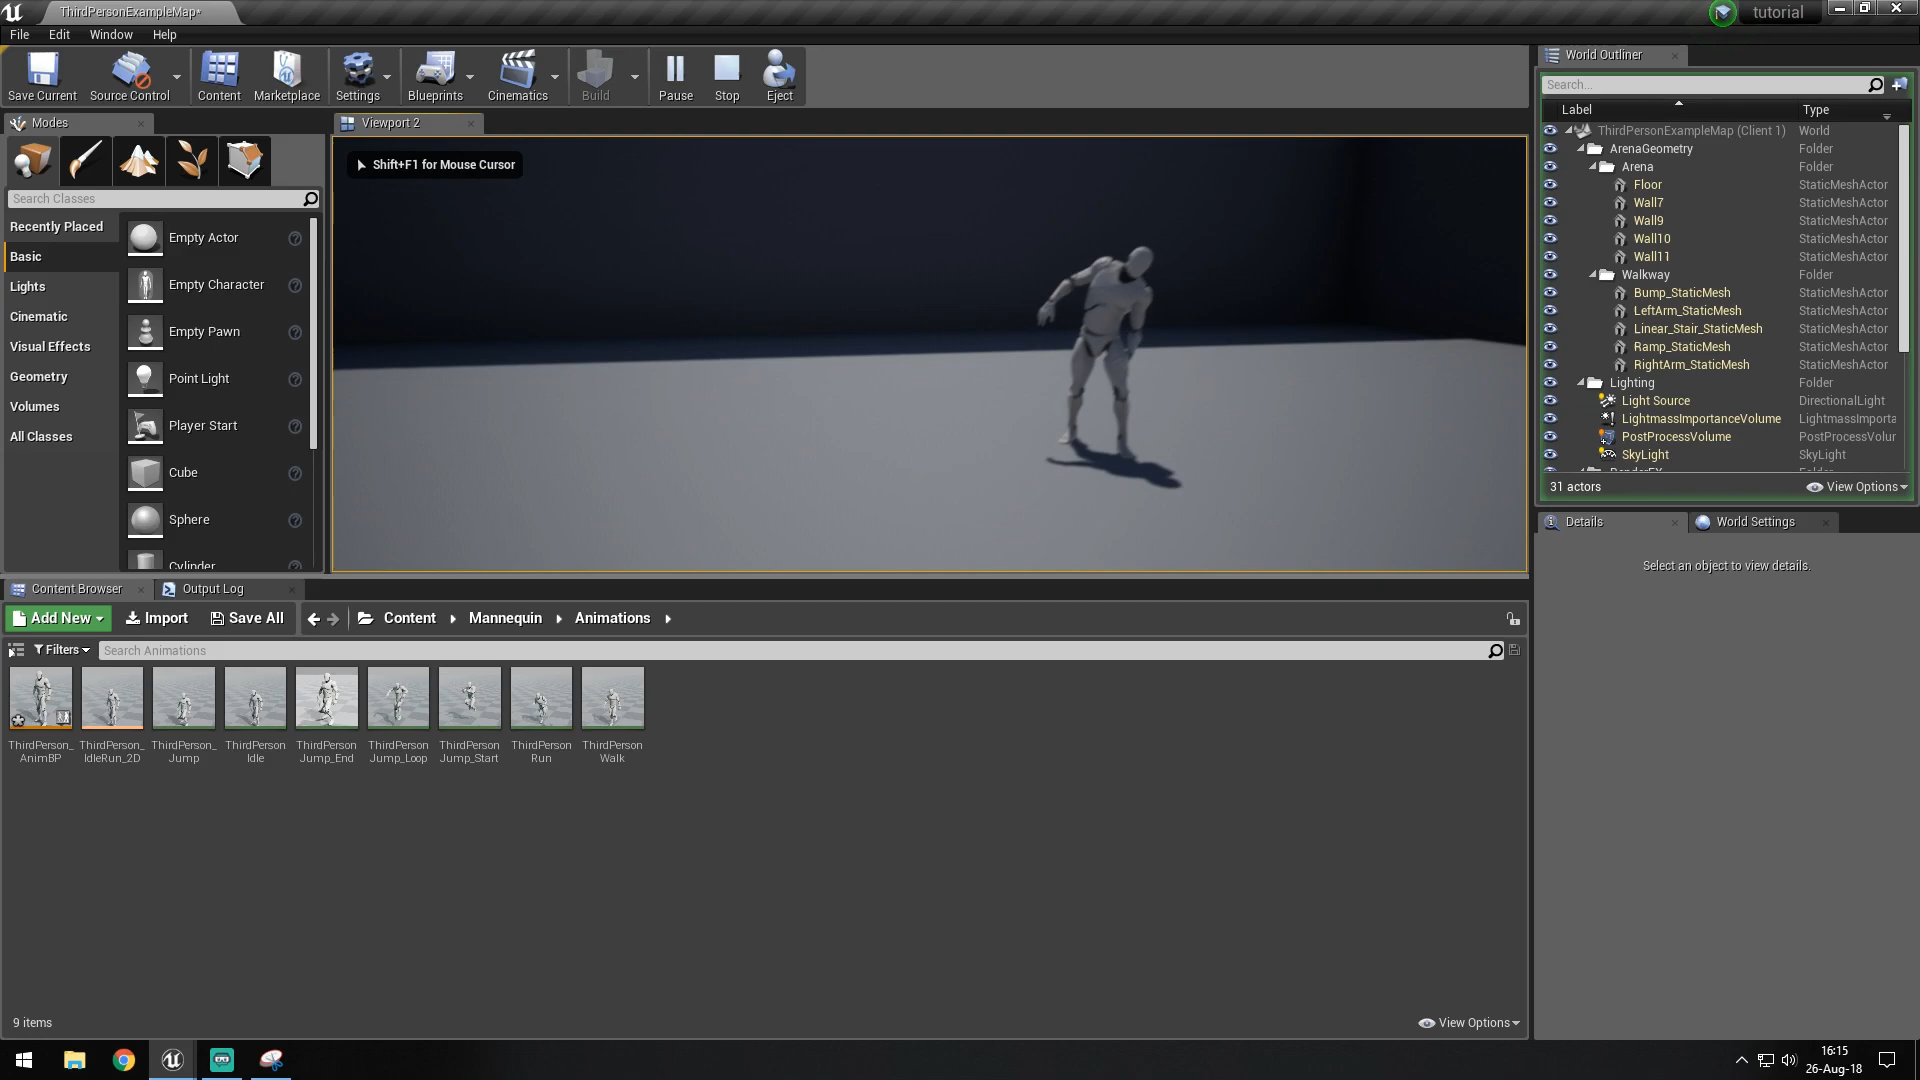 ThirdPersonExampleMap*
tutorial
File Edit Window Help
Save Current
Source Control
Content
Marketplace
Settings
Blueprints
Cinematics
Build
Pause
Stop
Eject
Modes
Search Classes
Recently Placed
Basic
Lights
Cinematic
Visual Effects
Geometry
Volumes
All Classes
Empty Actor
Empty Character
Empty Pawn
Point Light
Player Start
Cube
Sphere
Cylinder
Viewport 2
Shift+F1 for Mouse Cursor
World Outliner
Search...
Label Type
ThirdPersonExampleMap (Client 1) World
ArenaGeometry Folder
Arena Folder
Floor StaticMeshActor
Wall7 StaticMeshActor
Wall9 StaticMeshActor
Wall10 StaticMeshActor
Wall11 StaticMeshActor
Walkway Folder
Bump_StaticMesh StaticMeshActor
LeftArm_StaticMesh StaticMeshActor
Linear_Stair_StaticMesh StaticMeshActor
Ramp_StaticMesh StaticMeshActor
RightArm_StaticMesh StaticMeshActor
Lighting Folder
Light Source DirectionalLight
LightmassImportanceVolume LightmassImporta
PostProcessVolume PostProcessVolur
SkyLight SkyLight
31 actors View Options
Details World Settings
Select an object to view details.
Content Browser Output Log
Add New Import Save All Content Mannequin Animations
Filters Search Animations
ThirdPerson_
AnimBP
ThirdPerson_
IdleRun_2D
ThirdPerson_
Jump
ThirdPerson
Idle
ThirdPerson
Jump_End
ThirdPerson
Jump_Loop
ThirdPerson
Jump_Start
ThirdPerson
Run
ThirdPerson
Walk
9 items View Options
16:15
26-Aug-18